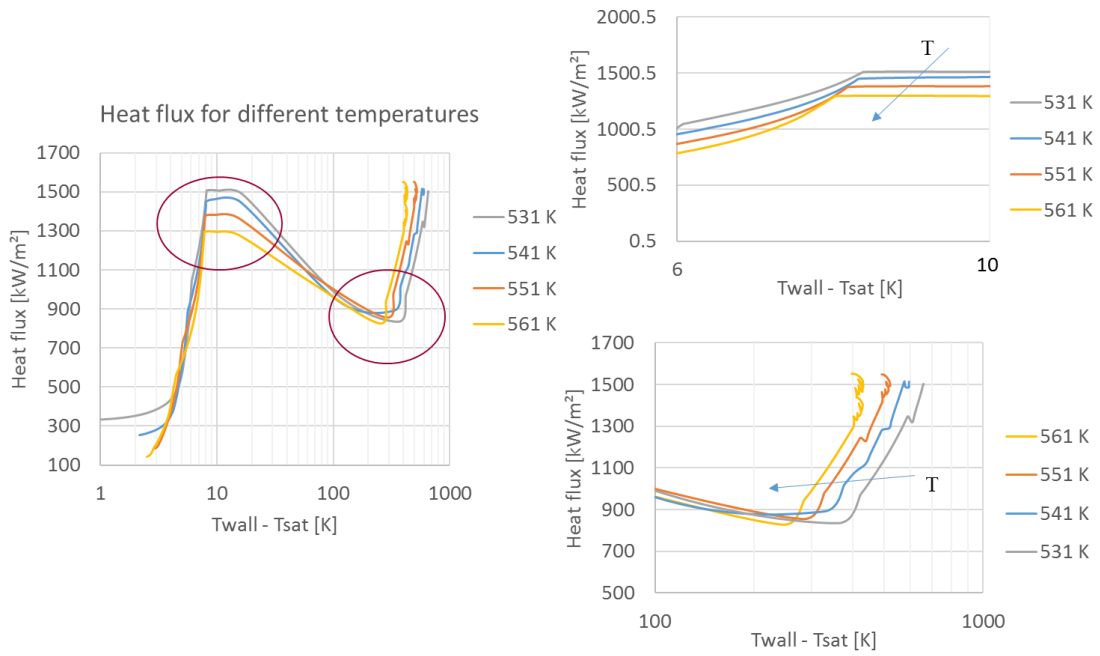 Heat flux for different temperatures
1700
1500
1300
1100
900
700
500
300
100
Heat flux [kW/m²]
1
10
100
1000
Twall - Tsat [K]
531 K
541 K
551 K
561 K
2000.5
1500.5
1000.5
500.5
0.5
Heat flux [kW/m²]
T
6
10
Twall - Tsat [K]
531 K
541 K
551 K
561 K
1700
1500
1300
1100
900
700
500
Heat flux [kW/m²]
T
100
1000
Twall - Tsat [K]
561 K
551 K
541 K
531 K